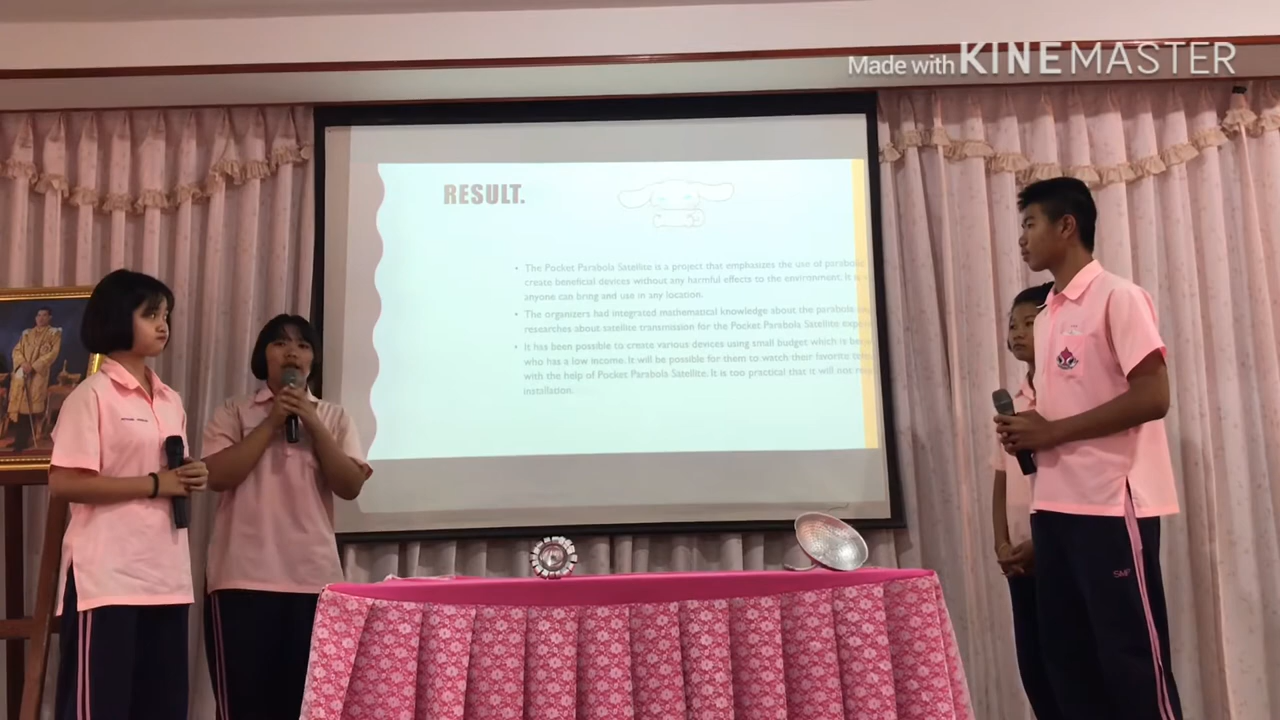 Made with KINEMASTER
RESULT.
• The Pocket Parabola Satellite is a project that emphasizes the use of parabolic
create beneficial devices without any harmful effects to the environment. It is
anyone can bring and use in any location.
• The organizers had integrated mathematical knowledge about the parabola
researches about satellite transmission for the Pocket Parabola Satellite
• It has been possible to create various devices using small budget which is
who has a low income. It will be possible for them to watch their favorite
with the help of Pocket Parabola Satellite. It is too practical that it will not
installation.
SMP